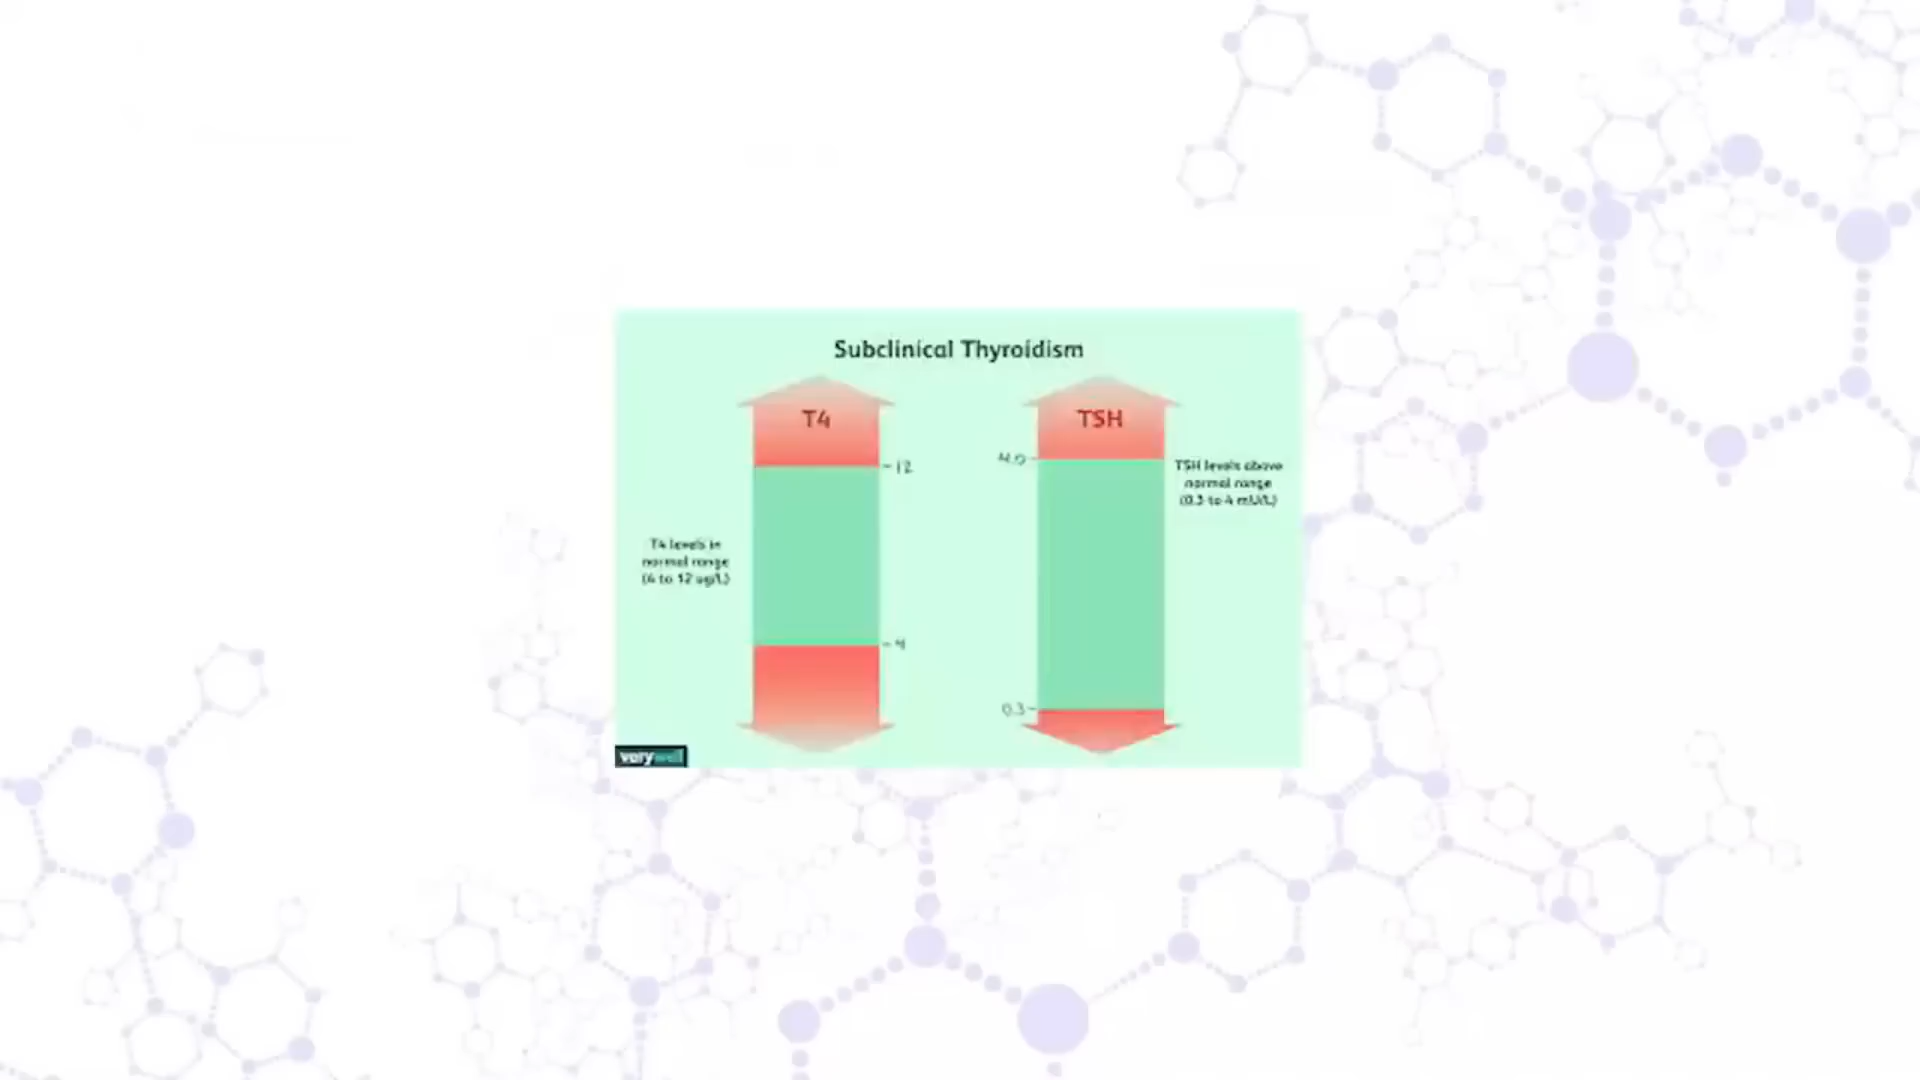 Subclinical Thyroidism
T4
TSH
12
4.0
TSH levels above
normal range
(0.3 to 4 mU/L)
T4 levels in
normal range
(4 to 12 ug/L)
4
0.3
verywell